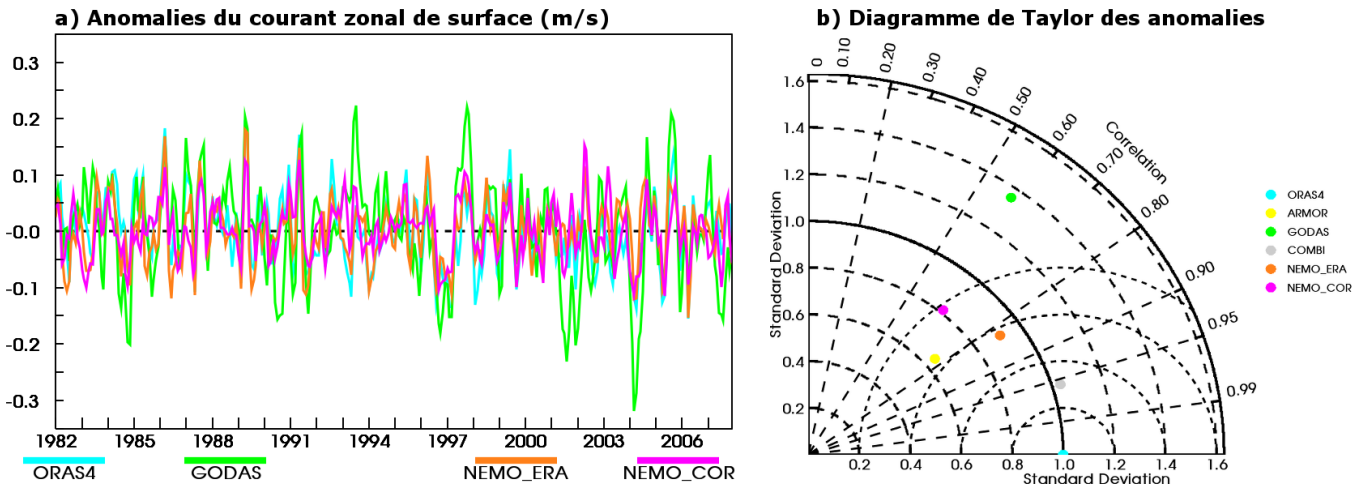 a) Anomalies du courant zonal de surface (m/s)
0.3
0.2
0.1
-0.0
-0.1
-0.2
-0.3
1982 1985 1988 1991 1994 1997 2000 2003 2006
ORAS4 GODAS NEMO_ERA NEMO_COR
b) Diagramme de Taylor des anomalies
0 0.10 0.20 0.30 0.40 0.50 0.60 0.70 0.80 0.90 0.95 0.99
Correlation
1.6
1.4
1.2
1.0
0.8
0.6
0.4
0.2
Standard Deviation
0.2 0.4 0.6 0.8 1.0 1.2 1.4 1.6
Standard Deviation
ORAS4
ARMOR
GODAS
COMBI
NEMO_ERA
NEMO_COR